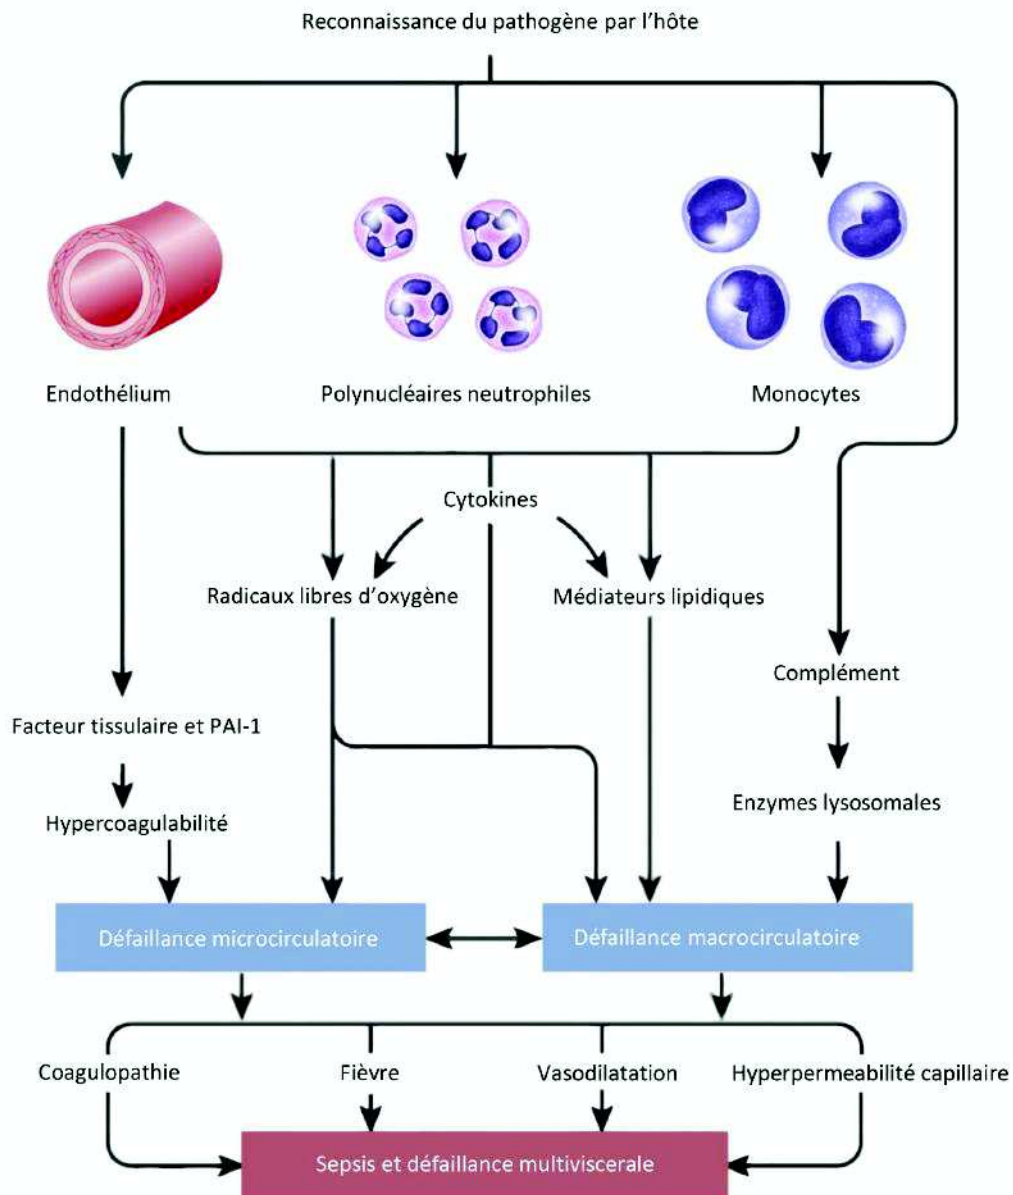 Reconnaissance du pathogène par l'hôte
Endothélium
Polynucléaires neutrophiles
Monocytes
Cytokines
Radicaux libres d'oxygène
Médiateurs lipidiques
Complément
Facteur tissulaire et PAI-1
Enzymes lysosomales
Hypercoagulabilité
Défaillance microcirculatoire
Défaillance macrocirculatoire
Coagulopathie
Fièvre
Vasodilatation
Hyperpermeabilité capillaire
Sepsis et défaillance multiviscerale